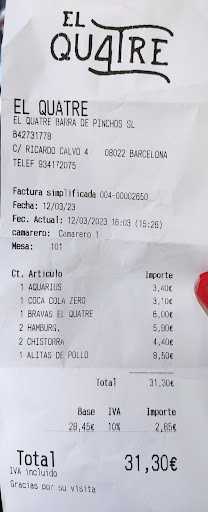 EL
QU4TRE
EL QUATRE
EL QUATRE BARRA DE PINCHOS SL
B42731778
C/ RICARDO CALVO 4 08022 BARCELONA
TELEF 934172075
Factura simplificada 004-00002650
Fecha: 12/03/23
Fec. Actual: 12/03/2023 16:03 (15:26)
camarero: Camarero 1
Mesa: 101
Ct. Articulo Importe
1 AQUARIUS 3,40€
1 COCA COLA ZERO 3,10€
1 BRAVAS EL QUATRE 6,00€
2 HAMBURG. 5,90€
2 CHISTORRA 4,40€
1 ALITAS DE POLLO 8,50€
Total 31,30€
Base IVA Importe
28,45€ 10% 2,85€
Total 31,30€
IVA incluido
Gracias por su visita